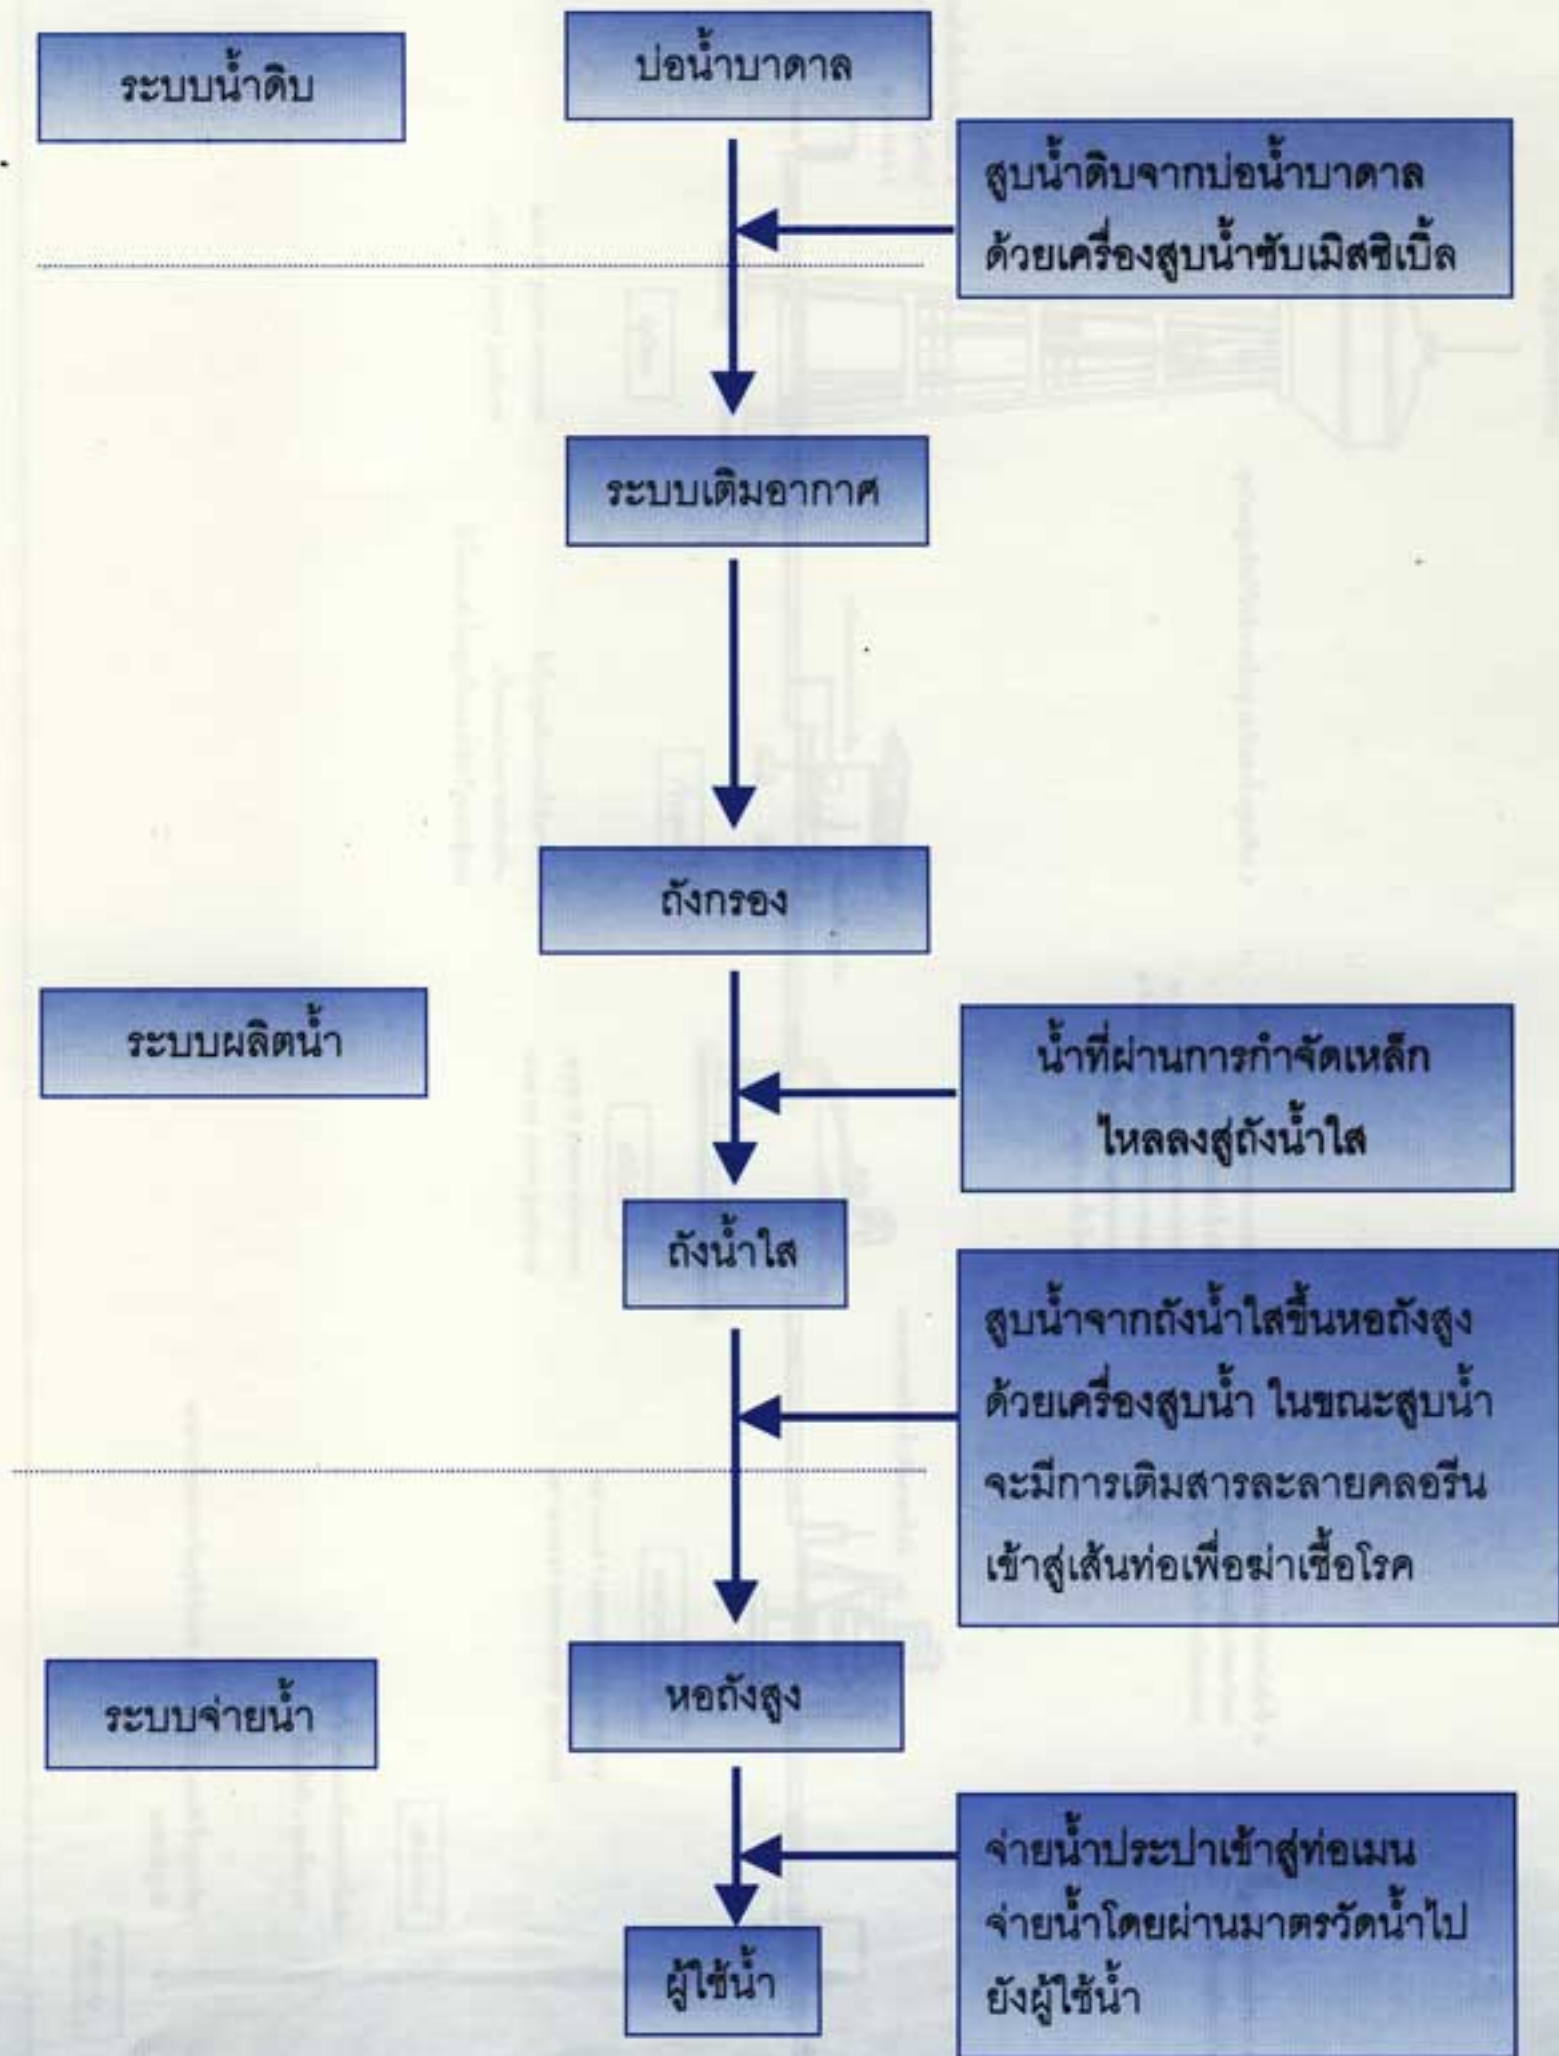 ระบบน้ำดิบ
บ่อน้ำบาดาล
สูบน้ำดิบจากบ่อน้ำบาดาล
ด้วยเครื่องสูบน้ำซับเมิสซิเบิ้ล
ระบบเติมอากาศ
ถังกรอง
ระบบผลิตน้ำ
น้ำที่ผ่านการกำจัดเหล็ก
ไหลลงสู่ถังน้ำใส
ถังน้ำใส
สูบน้ำจากถังน้ำใสขึ้นหอถังสูง
ด้วยเครื่องสูบน้ำ ในขณะสูบน้ำ
จะมีการเติมสารละลายคลอรีน
เข้าสู่เส้นท่อเพื่อฆ่าเชื้อโรค
ระบบจ่ายน้ำ
หอถังสูง
จ่ายน้ำประปาเข้าสู่ท่อเมน
จ่ายน้ำโดยผ่านมาตรวัดน้ำไป
ยังผู้ใช้น้ำ
ผู้ใช้น้ำ